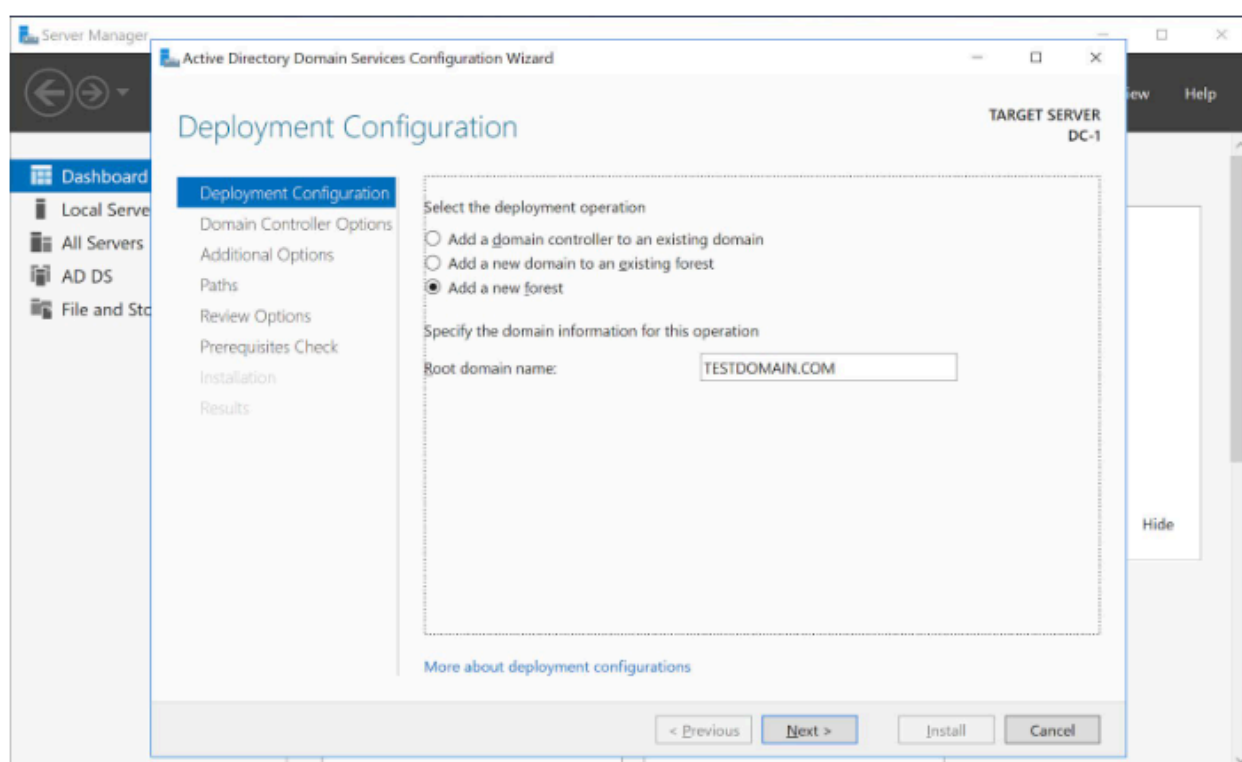 Server Manager
Active Directory Domain Services Configuration Wizard
Help
Deployment Configuration
TARGET SERVER
DC-1
Dashboard
Local Serve
All Servers
AD DS
File and Sto
Deployment Configuration
Domain Controller Options
Additional Options
Paths
Review Options
Prerequisites Check
Installation
Results
Select the deployment operation
Add a domain controller to an existing domain
Add a new domain to an existing forest
Add a new forest
Specify the domain information for this operation
Root domain name: TESTDOMAIN.COM
Hide
More about deployment configurations
< Previous Next > Install Cancel